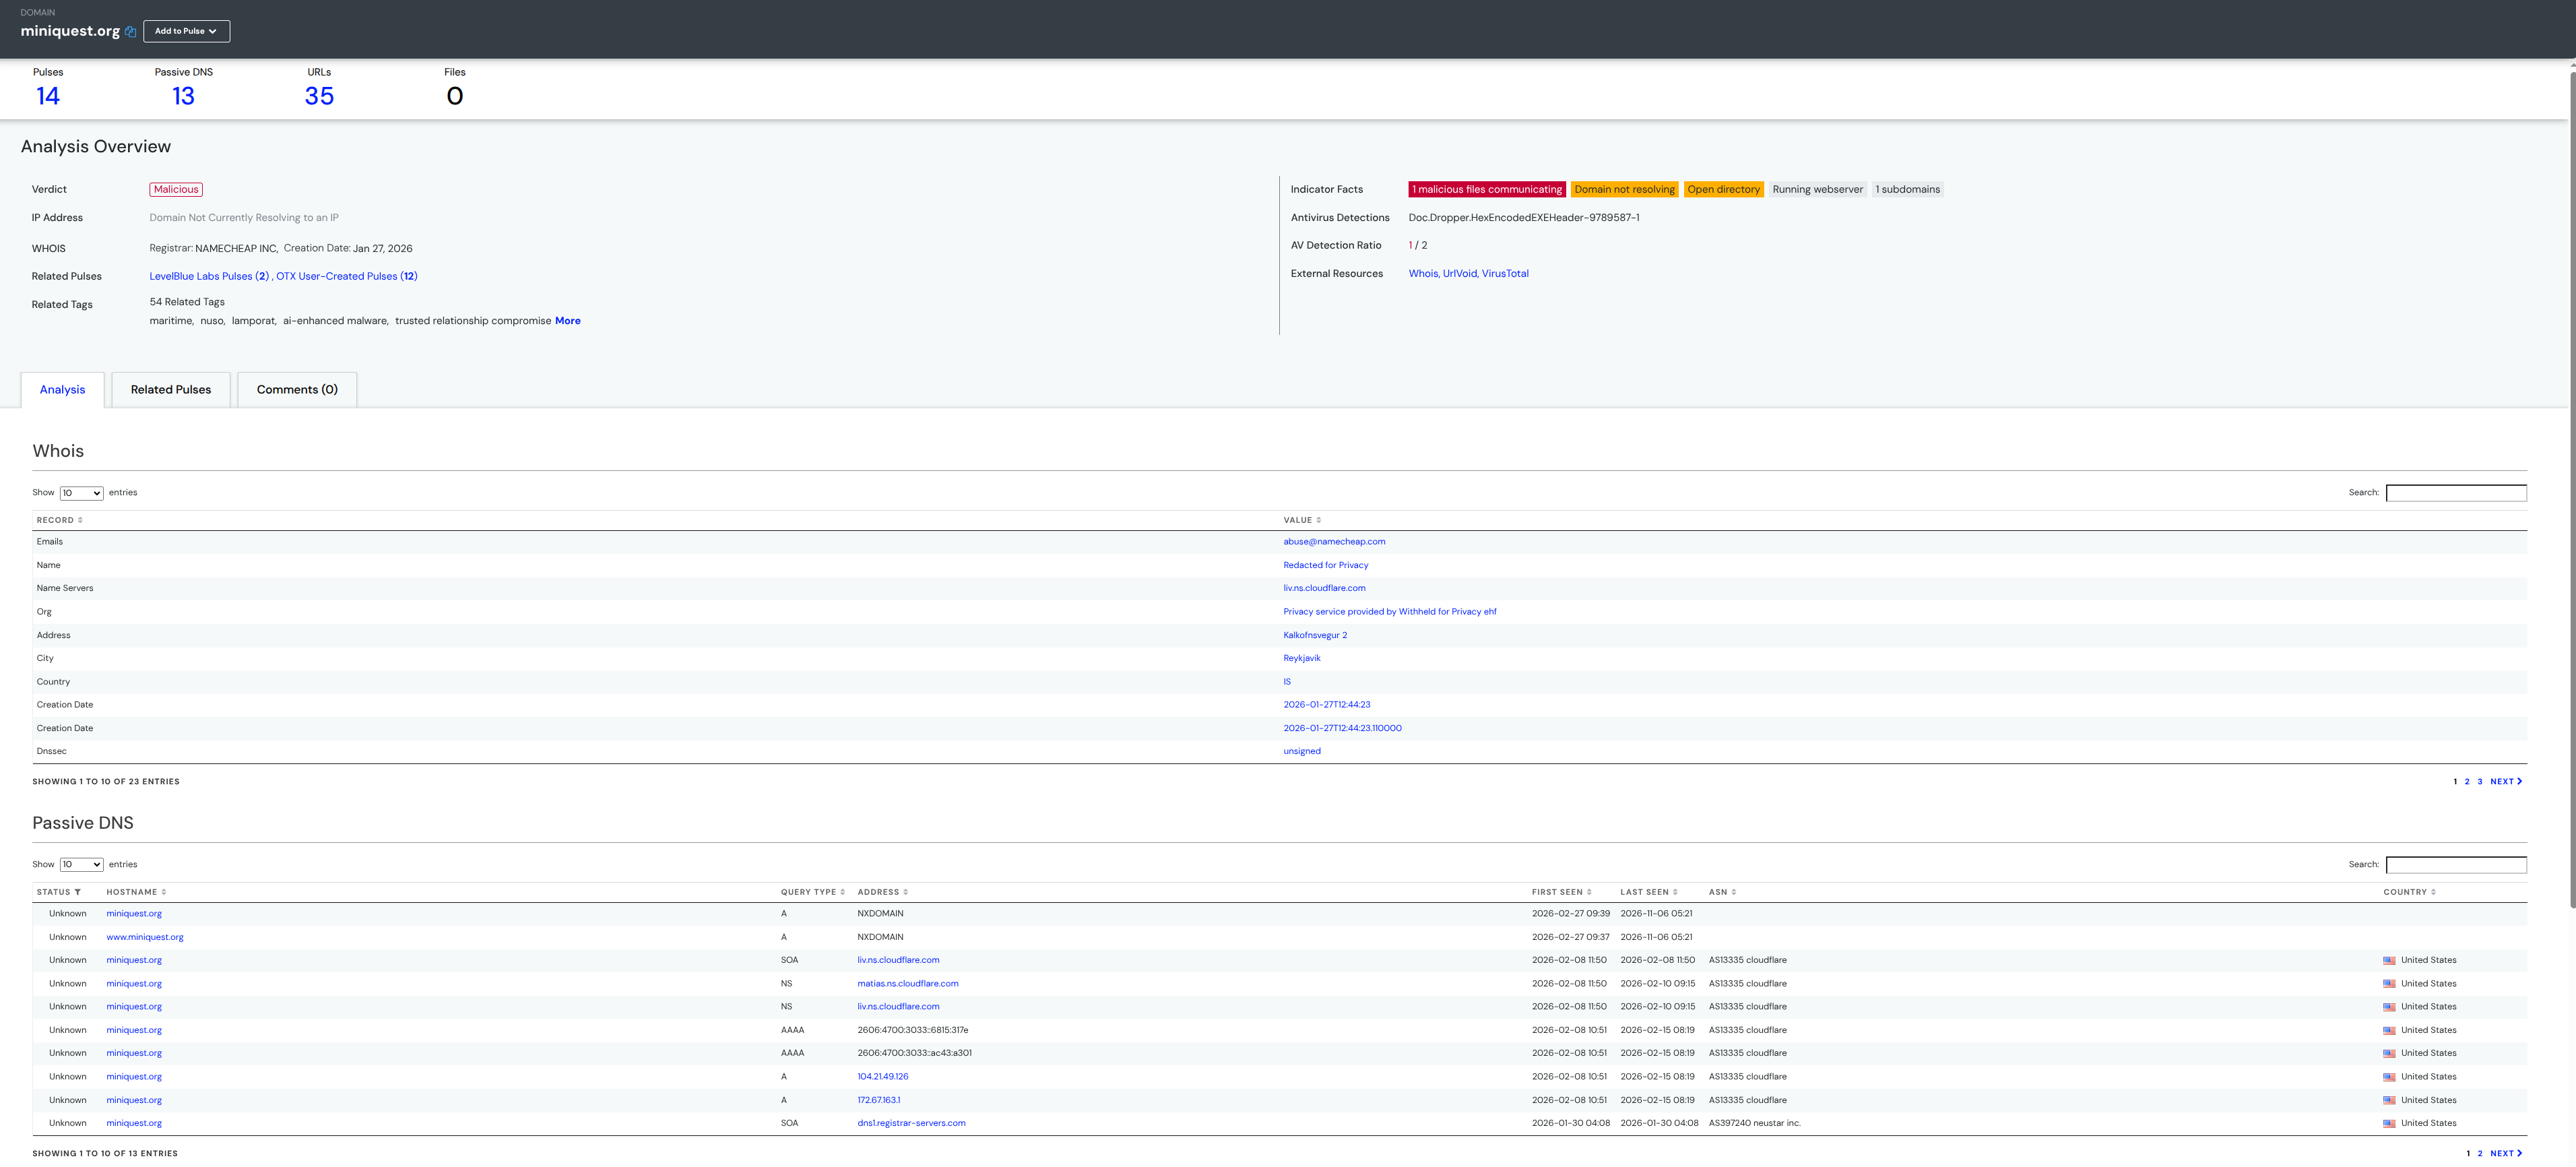 DOMAIN
miniquest.org Add to Pulse
Pulses Passive DNS URLs Files
14 13 35 0
Analysis Overview
Verdict Malicious
IP Address Domain Not Currently Resolving to an IP
WHOIS Registrar: NAMECHEAP INC, Creation Date: Jan 27, 2026
Related Pulses LevelBlue Labs Pulses (2) , OTX User-Created Pulses (12)
Related Tags 54 Related Tags
maritime, nuso, lamporat, ai-enhanced malware, trusted relationship compromise More
Indicator Facts 1 malicious files communicating Domain not resolving Open directory Running webserver 1 subdomains
Antivirus Detections Doc.Dropper.HexEncodedEXEHeader-9789587-1
AV Detection Ratio 1 / 2
External Resources Whois, UrlVoid, VirusTotal
Analysis Related Pulses Comments (0)
Whois
Show 10 entries Search:
RECORD VALUE
Emails abuse@namecheap.com
Name Redacted for Privacy
Name Servers liv.ns.cloudflare.com
Org Privacy service provided by Withheld for Privacy ehf
Address Kalkofnsvegur 2
City Reykjavik
Country IS
Creation Date 2026-01-27T12:44:23
Creation Date 2026-01-27T12:44:23.110000
Dnssec unsigned
SHOWING 1 TO 10 OF 23 ENTRIES 1 2 3 NEXT
Passive DNS
Show 10 entries Search:
STATUS HOSTNAME QUERY TYPE ADDRESS FIRST SEEN LAST SEEN ASN COUNTRY
Unknown miniquest.org A NXDOMAIN 2026-02-27 09:39 2026-11-06 05:21
Unknown www.miniquest.org A NXDOMAIN 2026-02-27 09:37 2026-11-06 05:21
Unknown miniquest.org SOA liv.ns.cloudflare.com 2026-02-08 11:50 2026-02-08 11:50 AS13335 cloudflare United States
Unknown miniquest.org NS matias.ns.cloudflare.com 2026-02-08 11:50 2026-02-10 09:15 AS13335 cloudflare United States
Unknown miniquest.org NS liv.ns.cloudflare.com 2026-02-08 11:50 2026-02-10 09:15 AS13335 cloudflare United States
Unknown miniquest.org AAAA 2606:4700:3033::6815:317e 2026-02-08 10:51 2026-02-15 08:19 AS13335 cloudflare United States
Unknown miniquest.org AAAA 2606:4700:3033::ac43:a301 2026-02-08 10:51 2026-02-15 08:19 AS13335 cloudflare United States
Unknown miniquest.org A 104.21.49.126 2026-02-08 10:51 2026-02-15 08:19 AS13335 cloudflare United States
Unknown miniquest.org A 172.67.163.1 2026-02-08 10:51 2026-02-15 08:19 AS13335 cloudflare United States
Unknown miniquest.org SOA dns1.registrar-servers.com 2026-01-30 04:08 2026-01-30 04:08 AS397240 neustar inc. United States
SHOWING 1 TO 10 OF 13 ENTRIES 1 2 NEXT